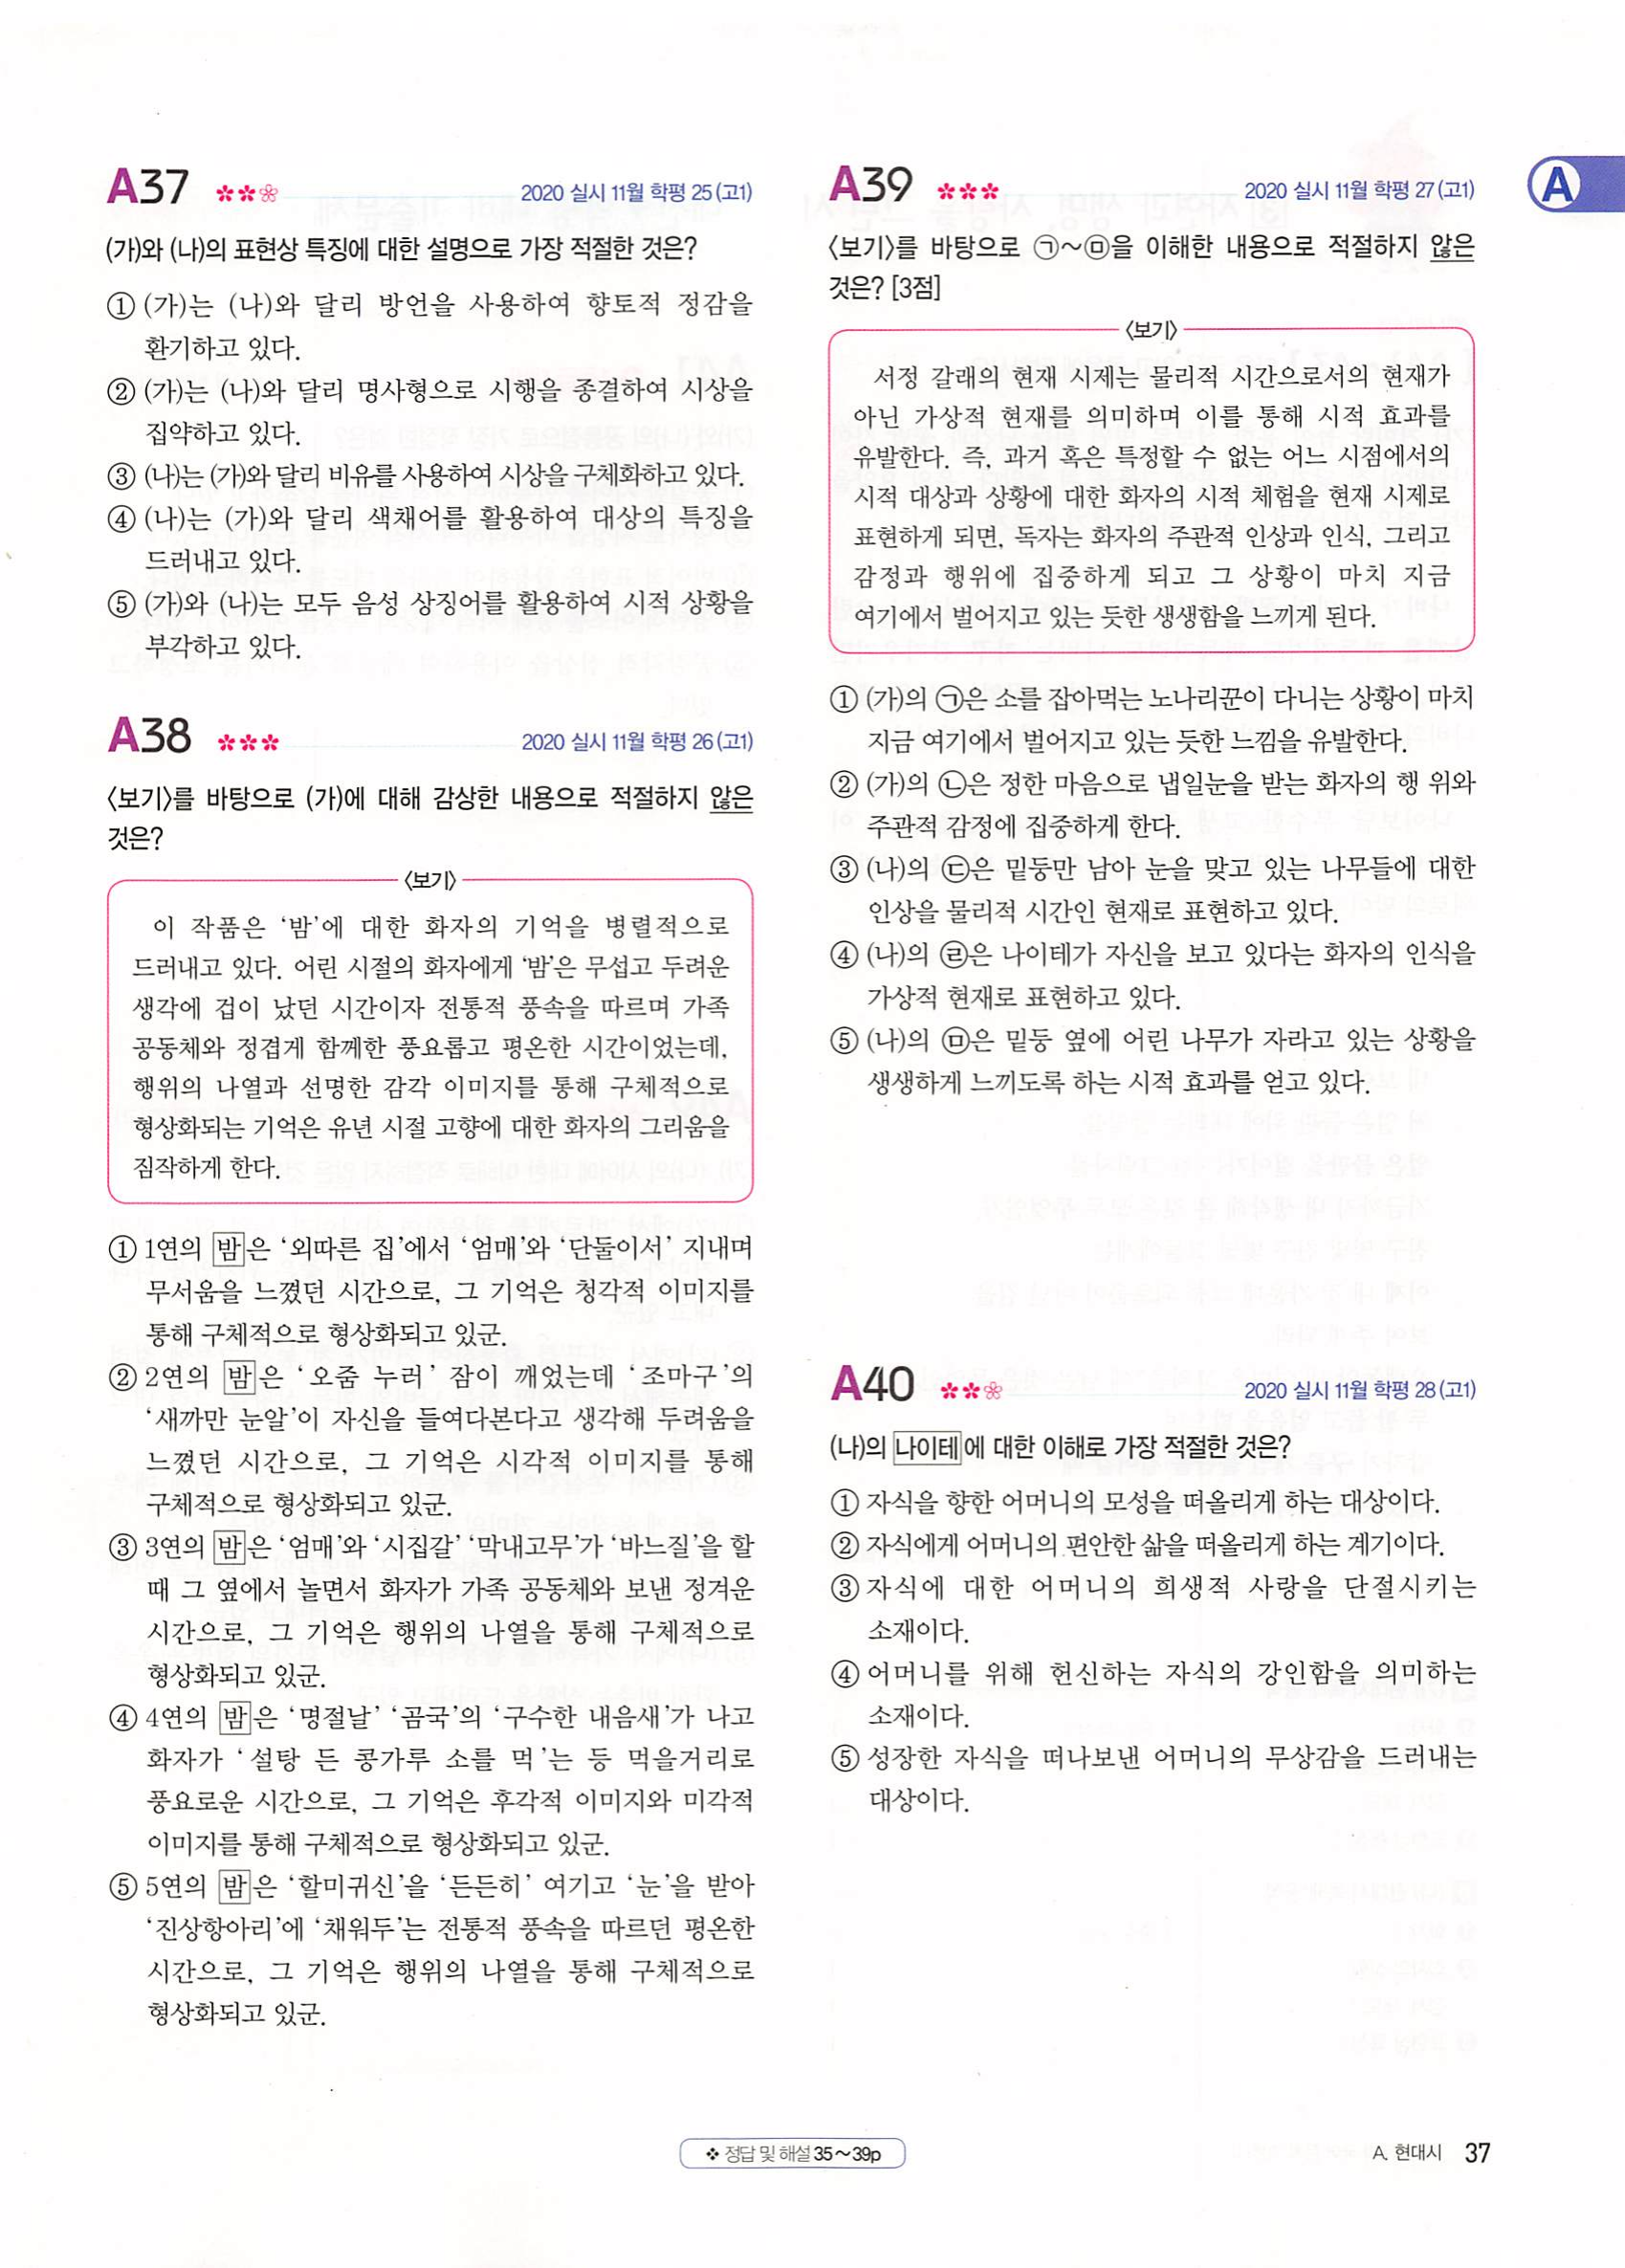 A37
2020 실시 11월 학평 25(고1)
(가)와 (나)의 표현상 특징에 대한 설명으로 가장 적절한 것은?
① (가)는 (나)와 달리 방언을 사용하여 향토적 정감을
환기하고 있다.
② (가)는 (나)와 달리 명사형으로 시행을 종결하여 시상을
집약하고 있다.
③ (나)는 (가)와 달리 비유를 사용하여 시상을 구체화하고 있다.
④ (나)는 (가)와 달리 색채어를 활용하여 대상의 특징을
드러내고 있다.
⑤ (가)와 (나)는 모두 음성 상징어를 활용하여 시적 상황을
부각하고 있다.
A38
2020 실시 11월 학평 26(고1)
〈보기〉를 바탕으로 (가)에 대해 감상한 내용으로 적절하지 않은
것은?
〈보기〉
이 작품은 ‘밤’에 대한 화자의 기억을 병렬적으로
드러내고 있다. 어린 시절의 화자에게 ‘밤’은 무섭고 두려운
생각에 겁이 났던 시간이자 전통적 풍속을 따르며 가족
공동체와 정겹게 함께한 풍요롭고 평온한 시간이었는데,
행위의 나열과 선명한 감각 이미지를 통해 구체적으로
형상화되는 기억은 유년 시절 고향에 대한 화자의 그리움을
짐작하게 한다.
① 1연의 밤은 ‘외따른 집’에서 ‘엄매’와 ‘단둘이서’ 지내며
무서움을 느꼈던 시간으로, 그 기억은 청각적 이미지를
통해 구체적으로 형상화되고 있군.
② 2연의 밤은 ‘오줌 누러’ 잠이 깨었는데 ‘조마구’의
‘새까만 눈알’이 자신을 들여다본다고 생각해 두려움을
느꼈던 시간으로, 그 기억은 시각적 이미지를 통해
구체적으로 형상화되고 있군.
③ 3연의 밤은 ‘엄매’와 ‘시집갈’ ‘막내고무’가 ‘바느질’을 할
때 그 옆에서 놀면서 화자가 가족 공동체와 보낸 정겨운
시간으로, 그 기억은 행위의 나열을 통해 구체적으로
형상화되고 있군.
④ 4연의 밤은 ‘명절날’ ‘곰국’의 ‘구수한 내음새’가 나고
화자가 ‘설탕 든 콩가루 소를 먹’는 등 먹을거리로
풍요로운 시간으로, 그 기억은 후각적 이미지와 미각적
이미지를 통해 구체적으로 형상화되고 있군.
⑤ 5연의 밤은 ‘할미귀신’을 ‘든든히’ 여기고 ‘눈’을 받아
‘진상항아리’에 ‘채워두’는 전통적 풍속을 따르던 평온한
시간으로, 그 기억은 행위의 나열을 통해 구체적으로
형상화되고 있군.
A39
2020 실시 11월 학평 27(고1)
〈보기〉를 바탕으로 ㉠~㉤을 이해한 내용으로 적절하지 않은
것은? [3점]
〈보기〉
서정 갈래의 현재 시제는 물리적 시간으로서의 현재가
아닌 가상적 현재를 의미하며 이를 통해 시적 효과를
유발한다. 즉, 과거 혹은 특정할 수 없는 어느 시점에서의
시적 대상과 상황에 대한 화자의 시적 체험을 현재 시제로
표현하게 되면, 독자는 화자의 주관적 인상과 인식, 그리고
감정과 행위에 집중하게 되고 그 상황이 마치 지금
여기에서 벌어지고 있는 듯한 생생함을 느끼게 된다.
① (가)의 ㉠은 소를 잡아먹는 노나리꾼이 다니는 상황이 마치
지금 여기에서 벌어지고 있는 듯한 느낌을 유발한다.
② (가)의 ㉡은 정한 마음으로 냅일눈을 받는 화자의 행 위와
주관적 감정에 집중하게 한다.
③ (나)의 ㉢은 밑둥만 남아 눈을 맞고 있는 나무들에 대한
인상을 물리적 시간인 현재로 표현하고 있다.
④ (나)의 ㉣은 나이테가 자신을 보고 있다는 화자의 인식을
가상적 현재로 표현하고 있다.
⑤ (나)의 ㉤은 밑둥 옆에 어린 나무가 자라고 있는 상황을
생생하게 느끼도록 하는 시적 효과를 얻고 있다.
A40
2020 실시 11월 학평 28(고1)
(나)의 나이테에 대한 이해로 가장 적절한 것은?
① 자식을 향한 어머니의 모성을 떠올리게 하는 대상이다.
② 자식에게 어머니의 편안한 삶을 떠올리게 하는 계기이다.
③ 자식에 대한 어머니의 희생적 사랑을 단절시키는
소재이다.
④ 어머니를 위해 헌신하는 자식의 강인함을 의미하는
소재이다.
⑤ 성장한 자식을 떠나보낸 어머니의 무상감을 드러내는
대상이다.
A
❖ 정답 및 해설 35~39p
A. 현대시 37